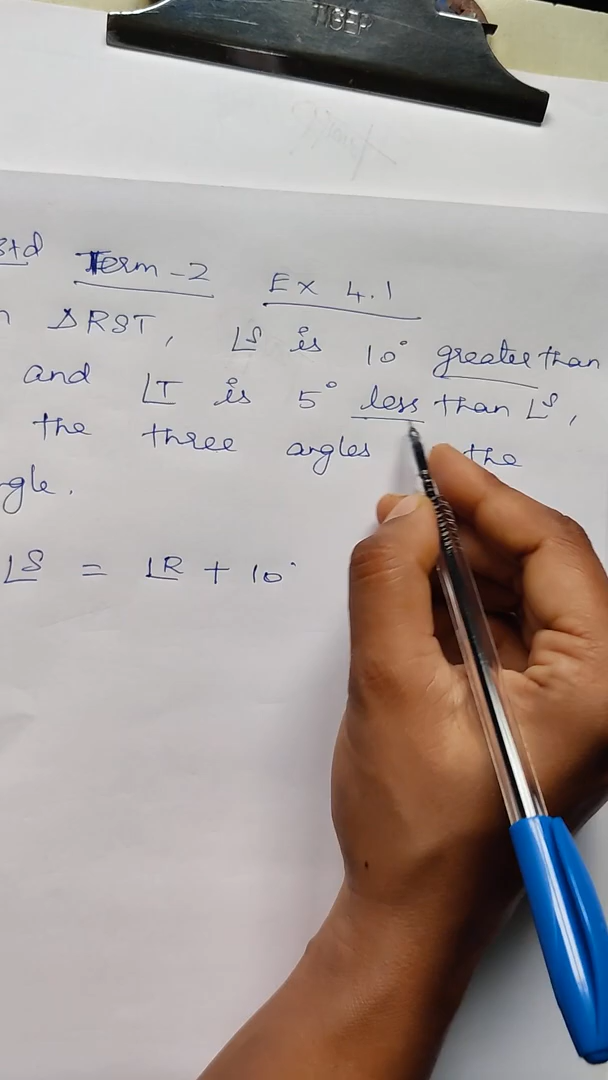 TIGER
std Term-2 Ex 4.1
ΔRST, ∠S is 10° greater than
and ∠T is 5° less than ∠S,
the three angles the
gle.
∠S = ∠R + 10°